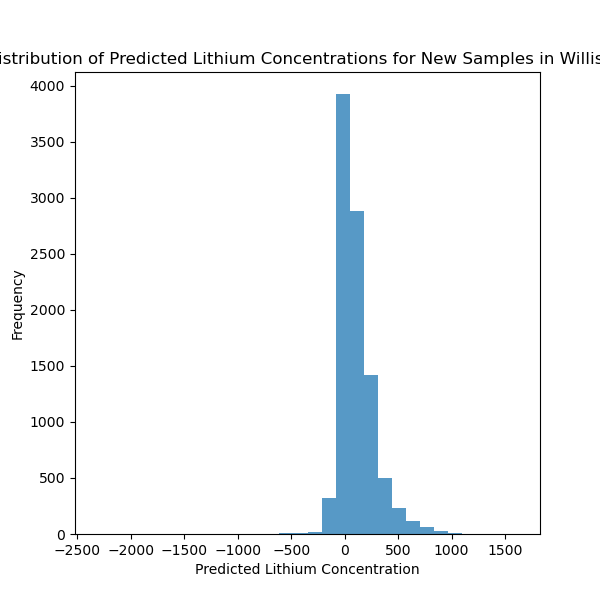 istribution of Predicted Lithium Concentrations for New Samples in Willis
4000
3500
3000
2500
2000
1500
1000
500
0
Frequency
−2500 −2000 −1500 −1000 −500 0 500 1000 1500
Predicted Lithium Concentration